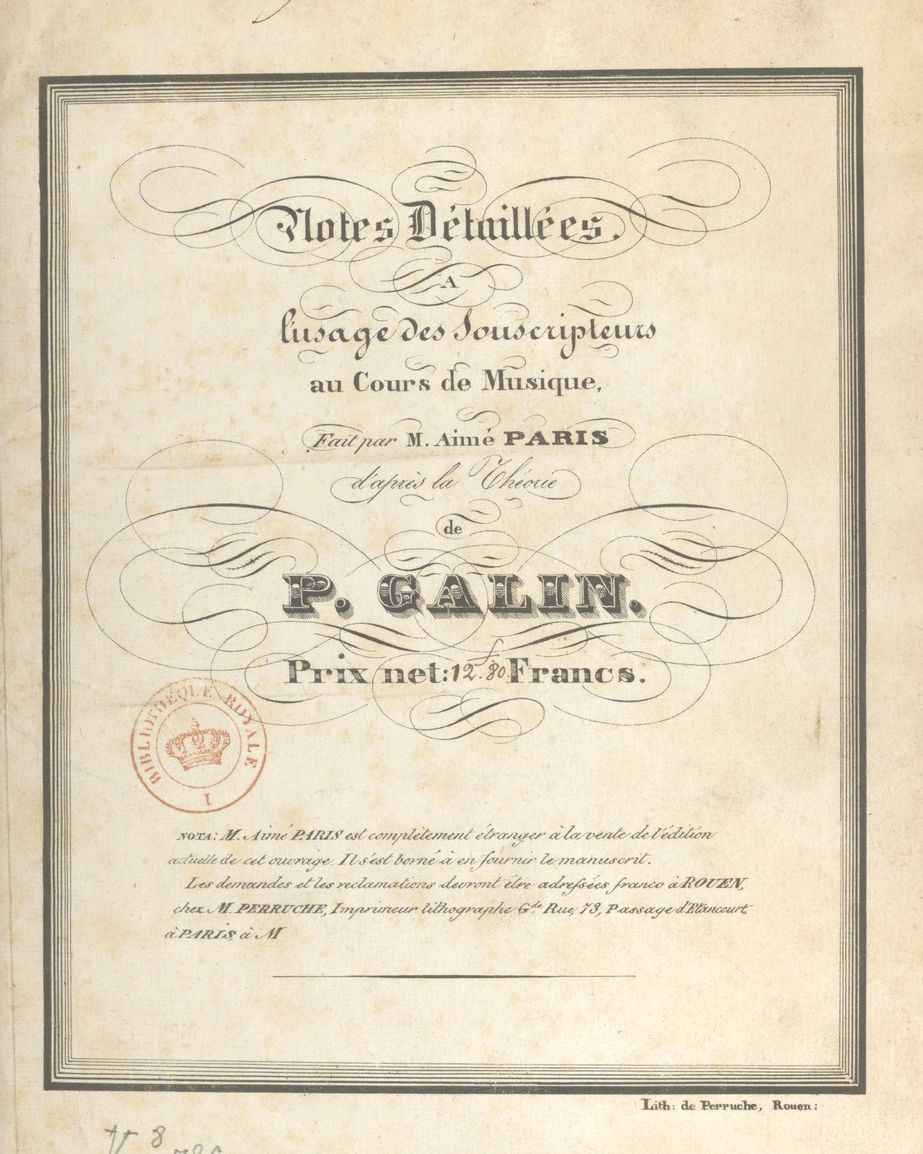 Notes Détaillées.
A
l'usage des Souscripteurs
au Cours de Musique,
Fait par M. Aimé PARIS
d'après la Théorie
de
P. GALIN.
Prix net: 12 f. 80 Francs.
BIBLIOTHÈQUE ROYALE
I
NOTA: M. Aimé PARIS est complètement étranger à la vente de l'édition
actuelle de cet ouvrage. Il s'est borné à en fournir le manuscrit.
Les demandes et les reclamations devront être adressées franco à ROUEN,
chez M. PERRUCHE, Imprimeur lithographe Gde Rue, 73, Passage d'Etancourt,
à PARIS, à M
Lith: de Perruche, Rouen:
V 8